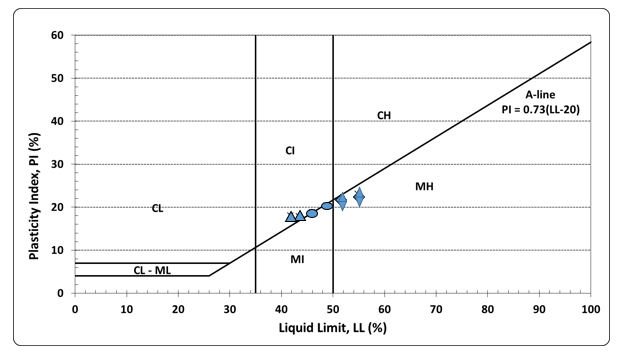 60
50
40
30
20
10
0
Plasticity Index, PI (%)
A-line
PI = 0.73(LL-20)
CH
CI
MH
CL
MI
CL - ML
0 10 20 30 40 50 60 70 80 90 100
Liquid Limit, LL (%)